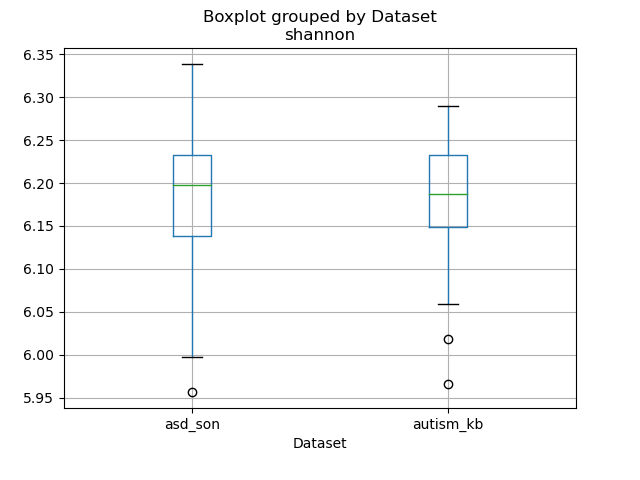 Boxplot grouped by Dataset
shannon
6.35
6.30
6.25
6.20
6.15
6.10
6.05
6.00
5.95
asd_son autism_kb
Dataset